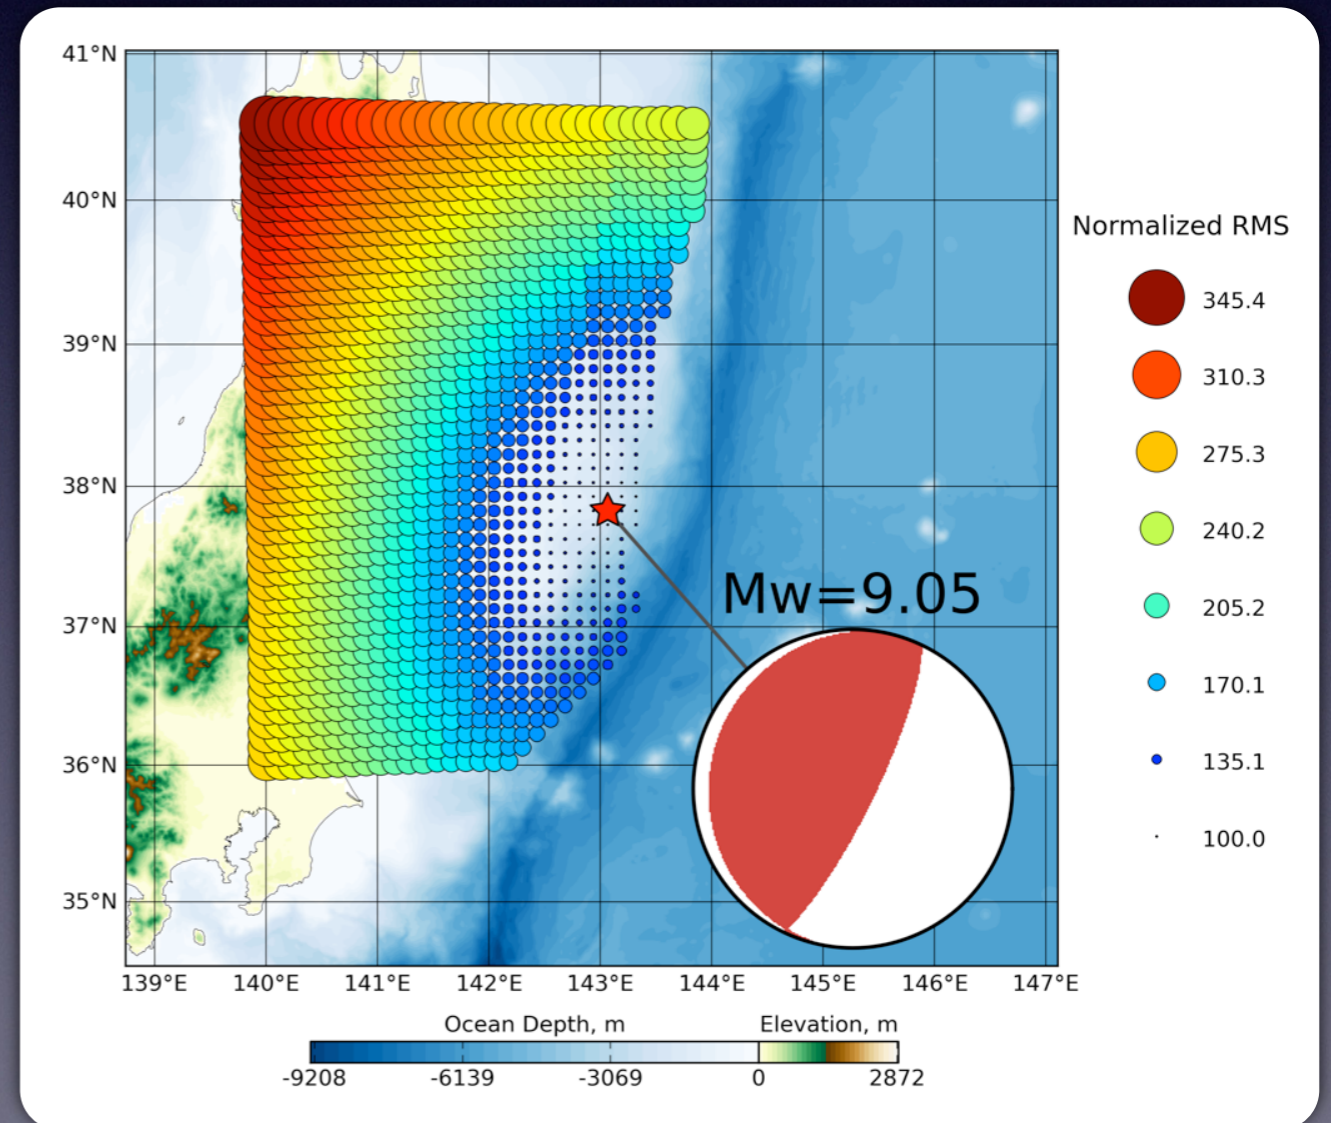 41°N
40°N
39°N
38°N
37°N
36°N
35°N
139°E 140°E 141°E 142°E 143°E 144°E 145°E 146°E 147°E
Mw=9.05
Normalized RMS
345.4
310.3
275.3
240.2
205.2
170.1
135.1
100.0
Ocean Depth, m Elevation, m
-9208 -6139 -3069 0 2872